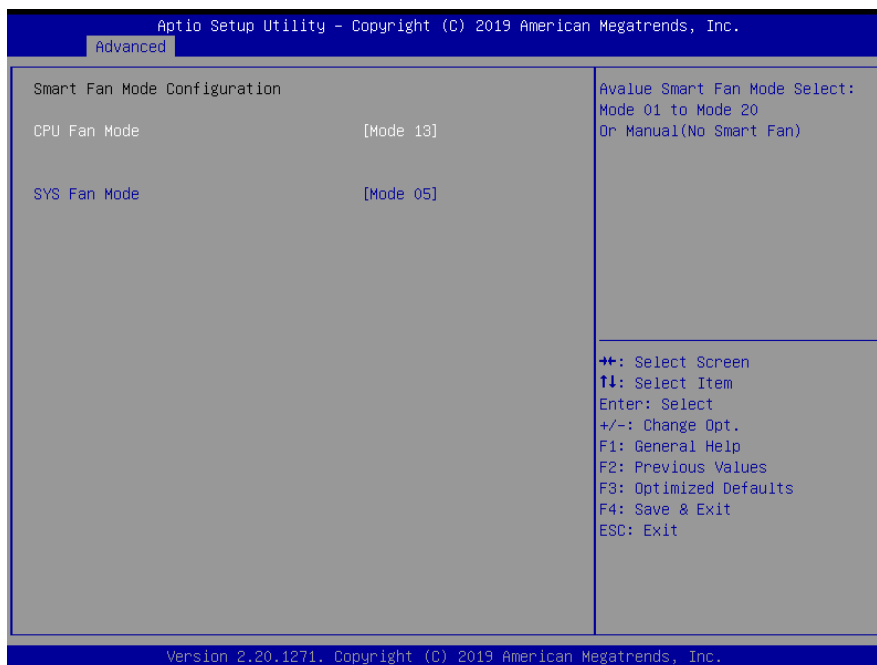 Aptio Setup Utility – Copyright (C) 2019 American Megatrends, Inc.
Advanced
Smart Fan Mode Configuration
CPU Fan Mode [Mode 13]
SYS Fan Mode [Mode 05]
Avalue Smart Fan Mode Select:
Mode 01 to Mode 20
Or Manual(No Smart Fan)
→←: Select Screen
↑↓: Select Item
Enter: Select
+/-: Change Opt.
F1: General Help
F2: Previous Values
F3: Optimized Defaults
F4: Save & Exit
ESC: Exit
Version 2.20.1271. Copyright (C) 2019 American Megatrends, Inc.